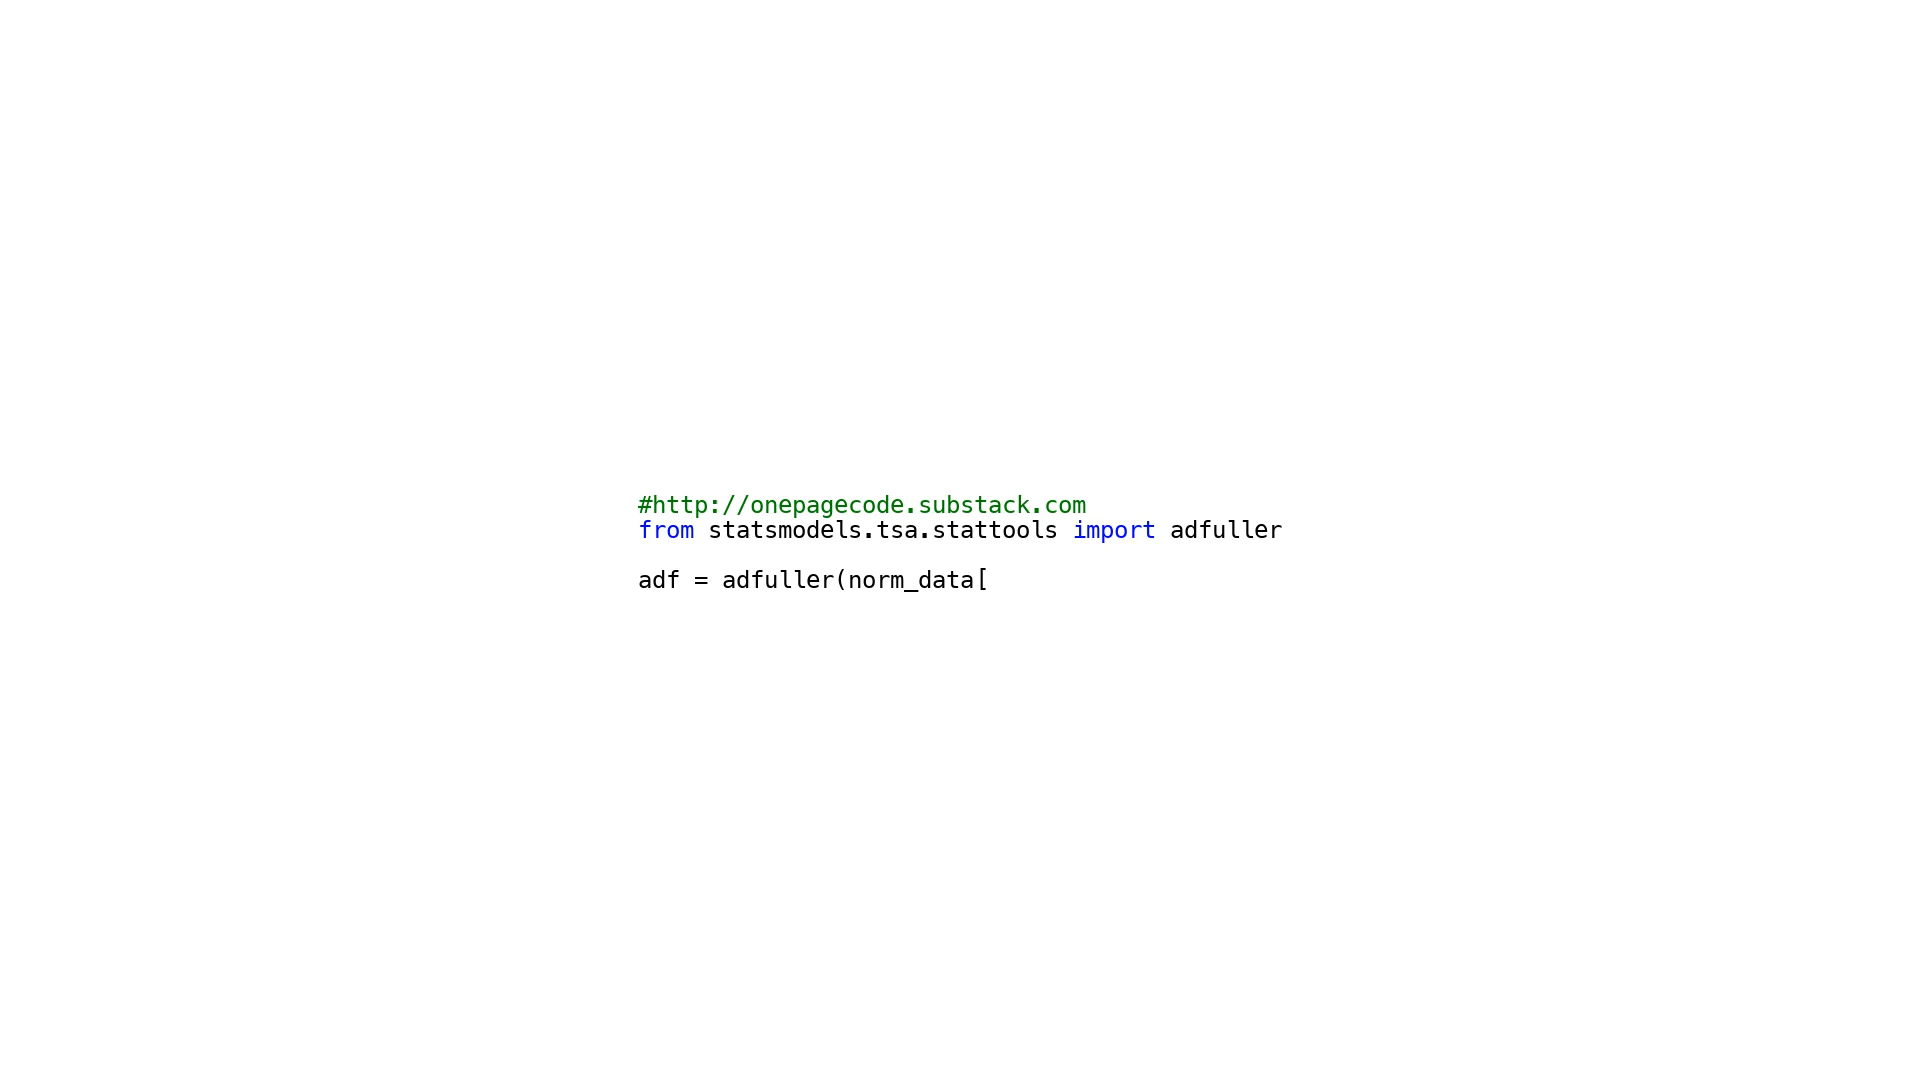 #http://onepagecode.substack.com
from statsmodels.tsa.stattools import adfuller
adf = adfuller(norm_data[